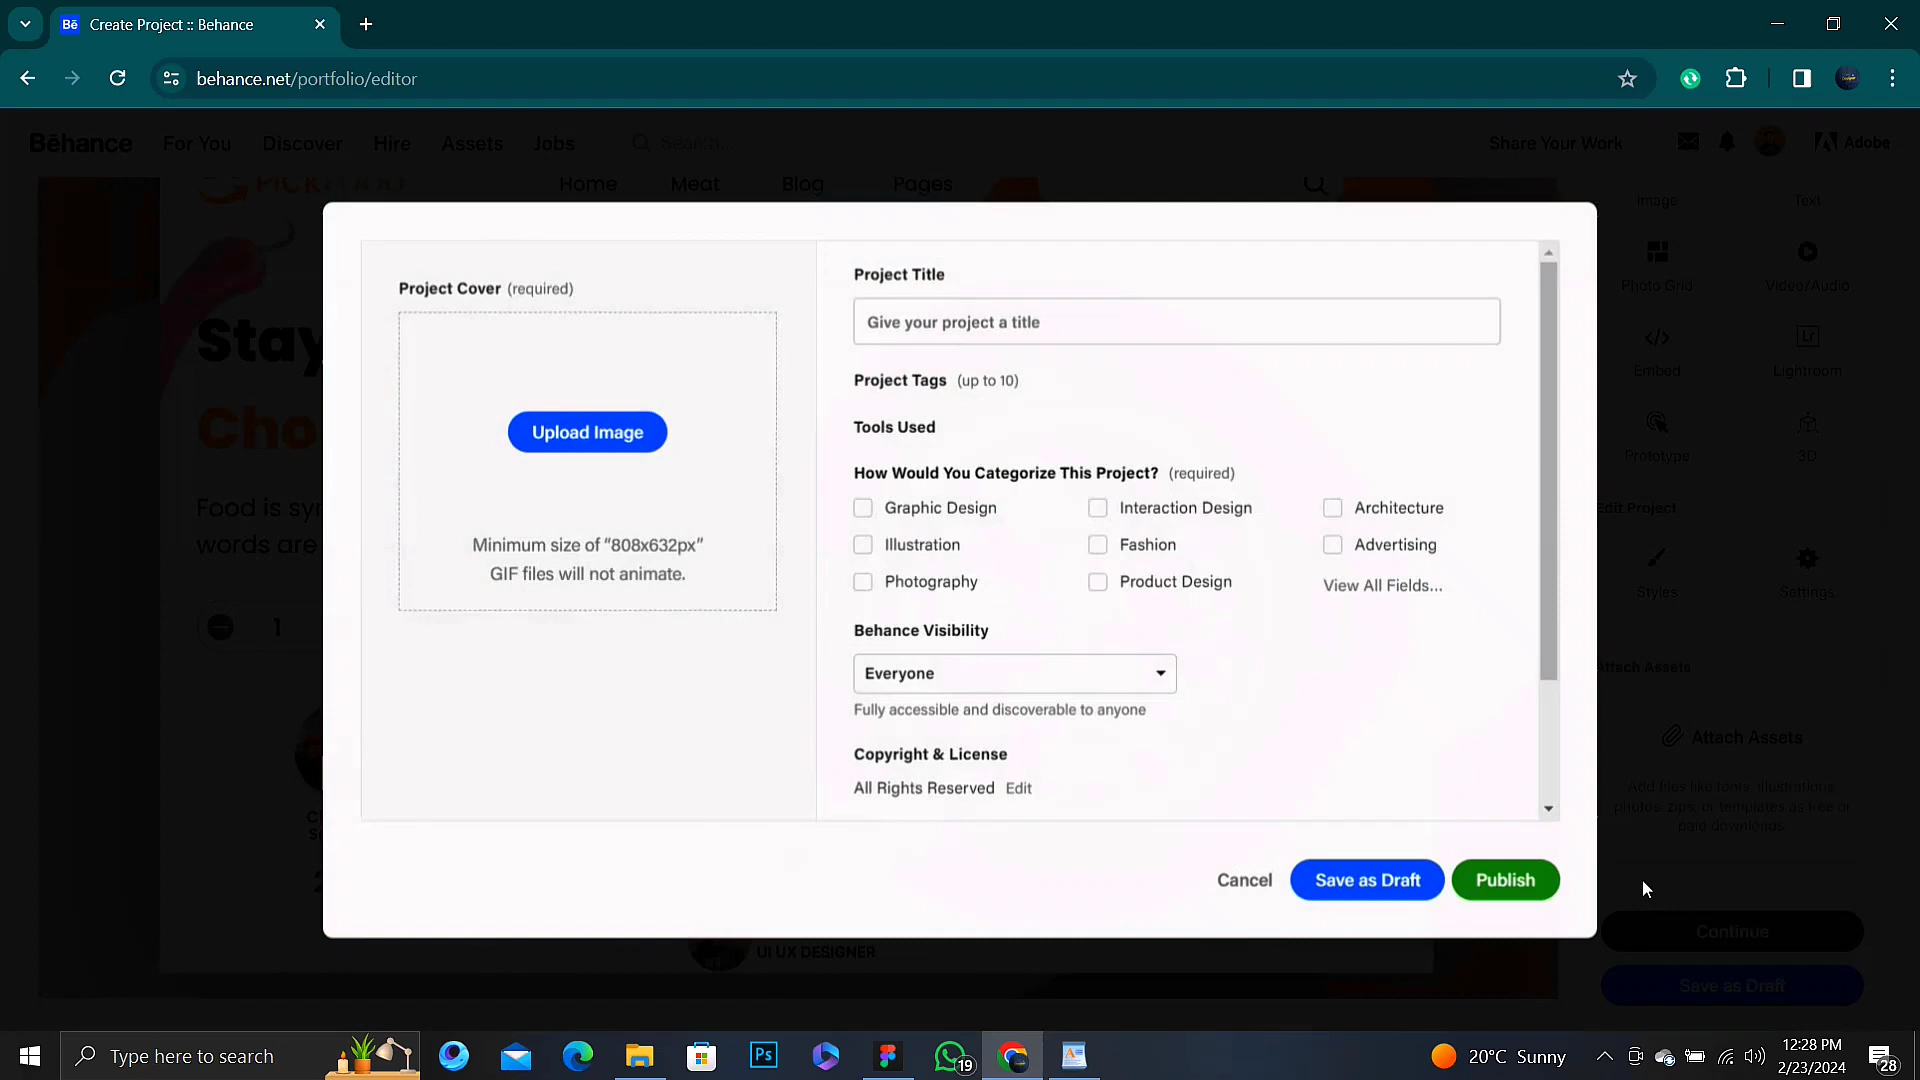 Create Project :: Behance
behance.net/portfolio/editor
Bēhance For You Discover Hire Assets Jobs Search... Share Your Work Adobe
Home Meat Blog Pages
Image Text
Photo Grid Video/Audio
Embed Lightroom
Prototype 3D
Edit Project
Styles Settings
Attach Assets
Attach Assets
Add files like fonts, illustrations,
photos, zips, or templates as free or
paid downloads.
Continue
Save as Draft
Stay
Cho
Food is syn
words are
1
Project Cover (required)
Upload Image
Minimum size of “808x632px”
GIF files will not animate.
Project Title
Give your project a title
Project Tags (up to 10)
Tools Used
How Would You Categorize This Project? (required)
Graphic Design Interaction Design Architecture
Illustration Fashion Advertising
Photography Product Design View All Fields...
Behance Visibility
Everyone
Fully accessible and discoverable to anyone
Copyright & License
All Rights Reserved Edit
Cancel Save as Draft Publish
UI UX DESIGNER
Type here to search
Ps
19
20°C Sunny
12:28 PM
2/23/2024
28